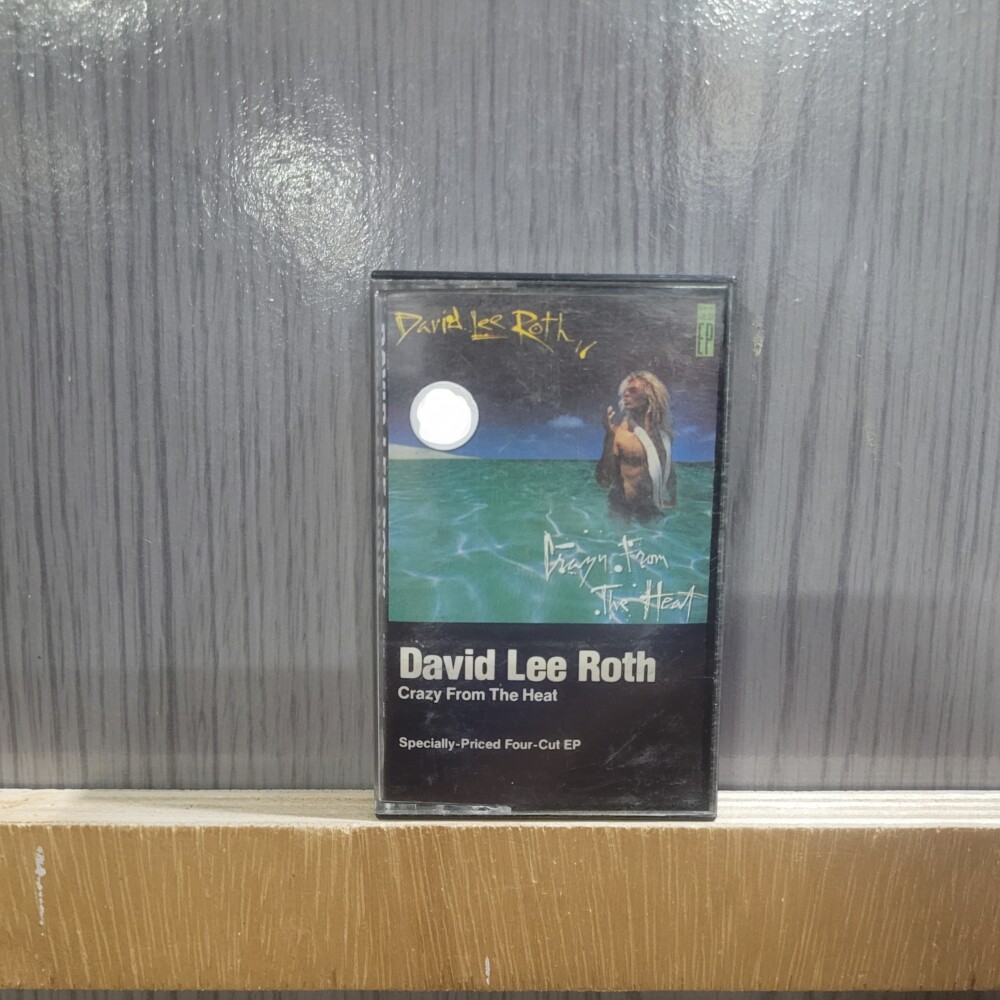 David Lee Roth
EP
Crazy From
The Heat
David Lee Roth
Crazy From The Heat
Specially-Priced Four-Cut EP